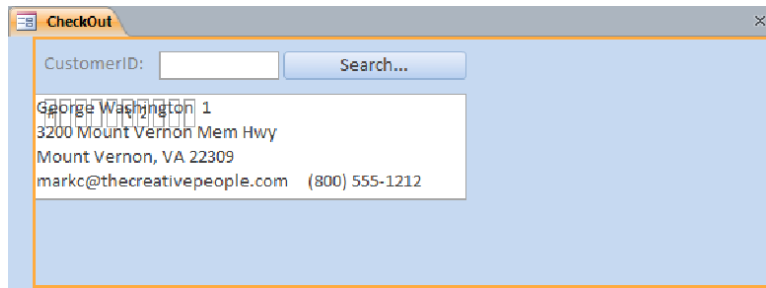 CheckOut
CustomerID: Search...
George Washington 1
3200 Mount Vernon Mem Hwy
Mount Vernon, VA 22309
markc@thecreativepeople.com (800) 555-1212